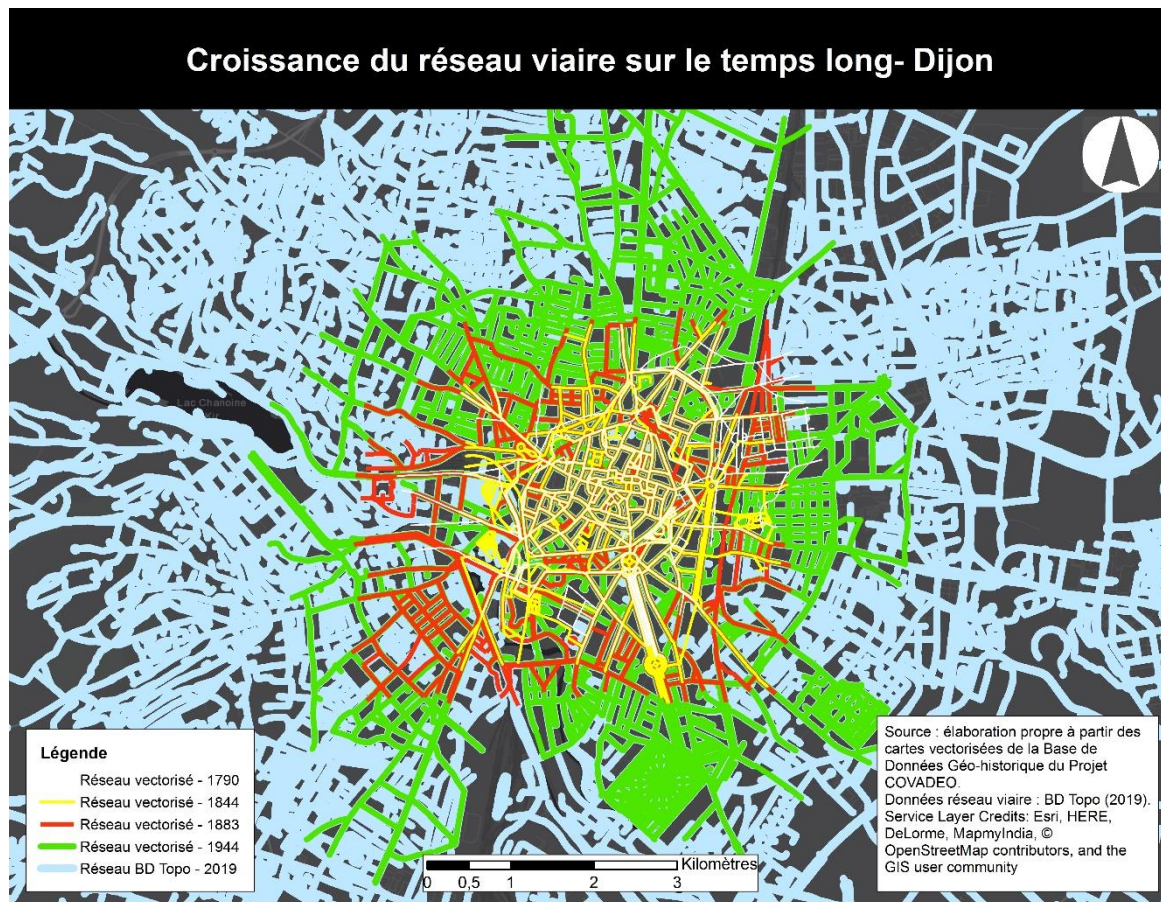 Croissance du réseau viaire sur le temps long- Dijon
Lac Chanoine
Légende
Réseau vectorisé - 1790
Réseau vectorisé - 1844
Réseau vectorisé - 1883
Réseau vectorisé - 1944
Réseau BD Topo - 2019
Kilomètres
0 0,5 1 2 3
Source : élaboration propre à partir des
cartes vectorisées de la Base de
Données Géo-historique du Projet
COVADEO.
Données réseau viaire : BD Topo (2019).
Service Layer Credits: Esri, HERE,
DeLorme, MapmyIndia, ©
OpenStreetMap contributors, and the
GIS user community